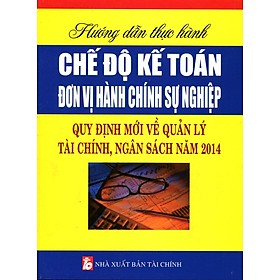 Hướng dẫn thực hành
CHẾ ĐỘ KẾ TOÁN
ĐƠN VỊ HÀNH CHÍNH SỰ NGHIỆP
QUY ĐỊNH MỚI VỀ QUẢN LÝ
TÀI CHÍNH, NGÂN SÁCH NĂM 2014
NHÀ XUẤT BẢN TÀI CHÍNH